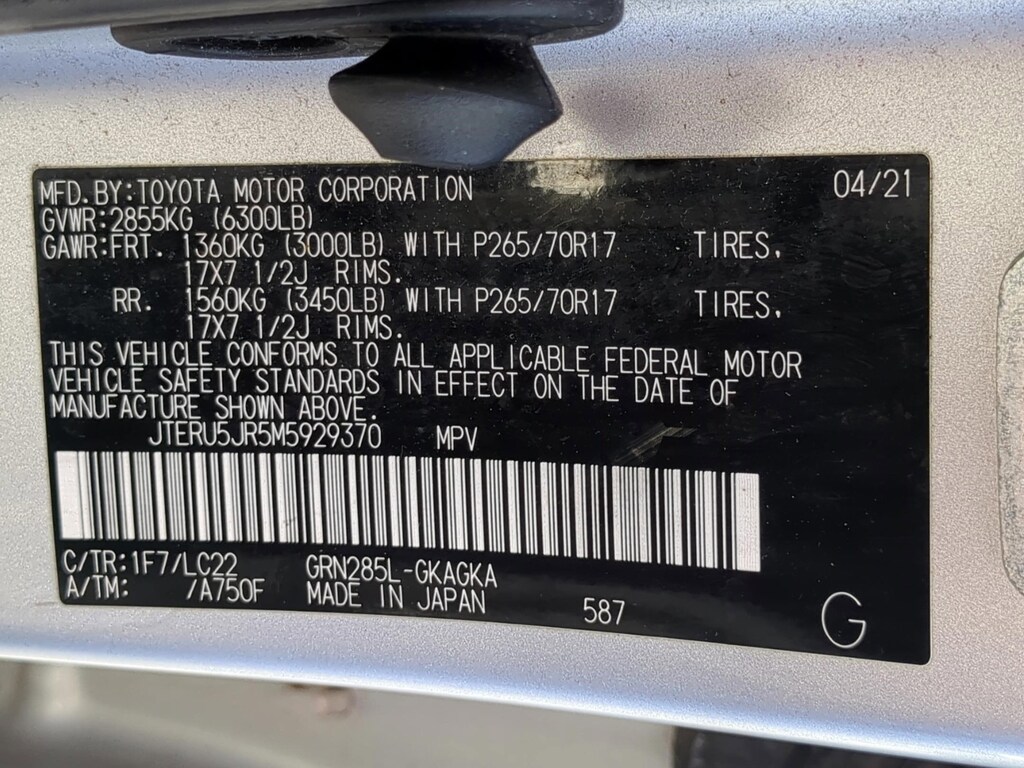 MFD. BY: TOYOTA MOTOR CORPORATION 04/21
GVWR: 2855KG (6300LB)
GAWR: FRT. 1360KG (3000LB) WITH P265/70R17 TIRES,
17X7 1/2J RIMS.
RR. 1560KG (3450LB) WITH P265/70R17 TIRES,
17X7 1/2J RIMS.
THIS VEHICLE CONFORMS TO ALL APPLICABLE FEDERAL MOTOR
VEHICLE SAFETY STANDARDS IN EFFECT ON THE DATE OF
MANUFACTURE SHOWN ABOVE.
JTERU5JR5M5929370 MPV
C/TR: 1F7/LC22 GRN285L-GKAGKA
A/TM: /A750F MADE IN JAPAN 587 G